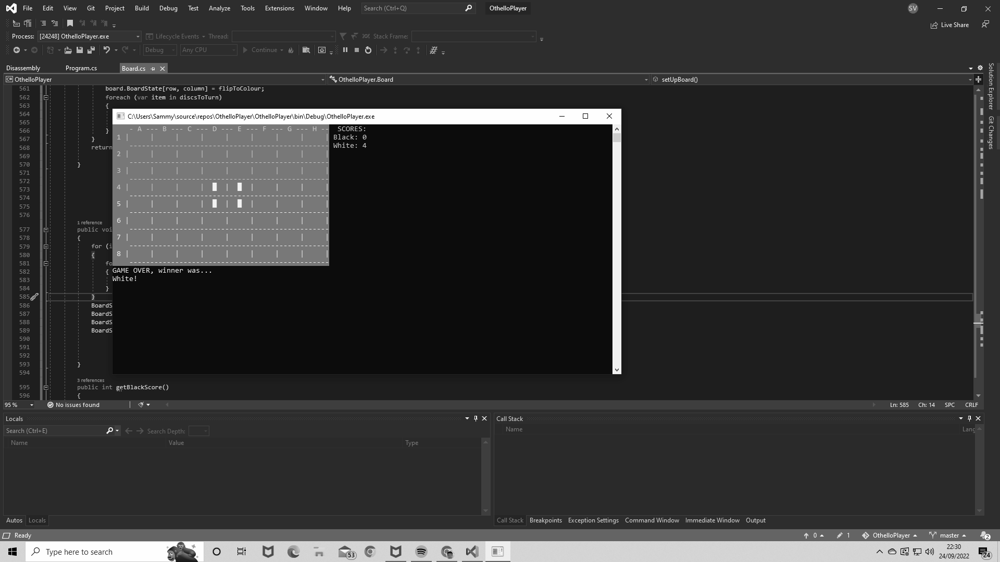 File Edit View Git Project Build Debug Test Analyze Tools Extensions Window Help Search (Ctrl+Q) OthelloPlayer SV
Live Share
Process: [24248] OthelloPlayer.exe Lifecycle Events Thread: Stack Frame:
Debug Any CPU Continue
Disassembly Program.cs Board.cs
C# OthelloPlayer OthelloPlayer.Board setUpBoard()
Solution Explorer
Git Changes
561 board.BoardState[row, column] = flipToColour;
562 foreach (var item in discsToTurn)
563 {
564
565
566 }
567 }
568 return
569
570 }
571
572
573
574
575
576
1 reference
577 public voi
578 {
579 for (i
580 {
581 fo
582 {
583
584 }
585 }
586 BoardS
587 BoardS
588 BoardS
589 BoardS
590
591
592
593 }
594
3 references
595 public int getBlackScore()
596 {
C:\Users\Sammy\source\repos\OthelloPlayer\OthelloPlayer\bin\Debug\OthelloPlayer.exe
- A --- B --- C --- D --- E --- F --- G --- H -- SCORES:
1 | | | | | | | | | Black: 0
White: 4
2 | | | | | | | | |
3 | | | | | | | | |
4 | | | | █ | █ | | | |
5 | | | | █ | █ | | | |
6 | | | | | | | | |
7 | | | | | | | | |
8 | | | | | | | | |
GAME OVER, winner was...
White!
95 % No issues found Ln: 585 Ch: 14 SPC CRLF
Locals
Search (Ctrl+E) Search Depth:
Name Value Type
Autos Locals
Call Stack
Name Lang
Call Stack Breakpoints Exception Settings Command Window Immediate Window Output
Ready 0 1 OthelloPlayer master 2
Type here to search 53 22:30
24/09/2022 24